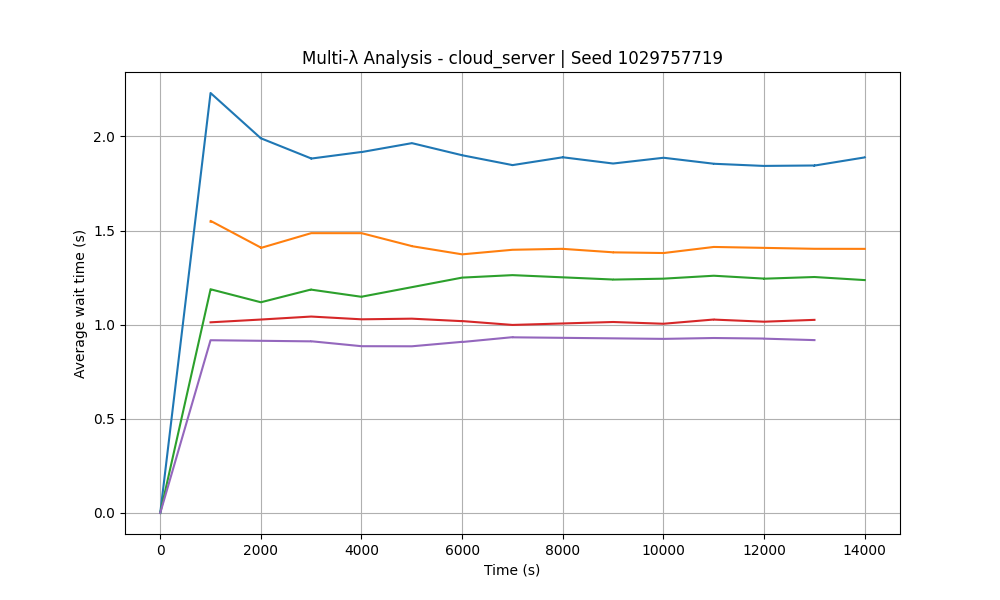 Multi-λ Analysis - cloud_server | Seed 1029757719
Average wait time (s)
2.0
1.5
1.0
0.5
0.0
0 2000 4000 6000 8000 10000 12000 14000
Time (s)